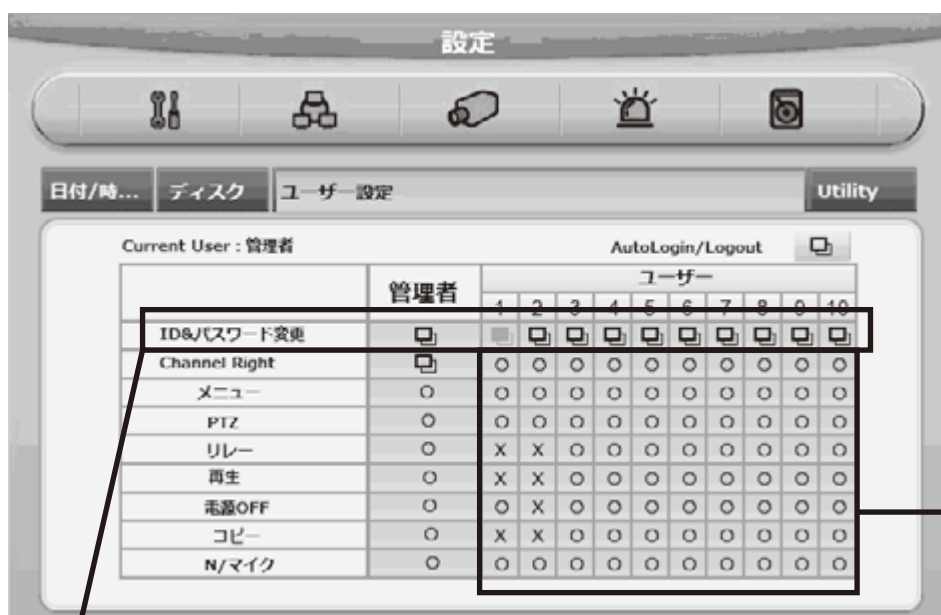 設定
日付/時... ディスク ユーザー設定 Utility
Current User : 管理者 AutoLogin/Logout
管理者 ユーザー
1 2 3 4 5 6 7 8 9 10
ID&パスワード変更
Channel Right O O O O O O O O O O
メニュー O O O O O O O O O O O
PTZ O O O O O O O O O O O
リレー O X X O O O O O O O O
再生 O X X O O O O O O O O
電源OFF O O X O O O O O O O O
コピー O X X O O O O O O O O
N/マイク O O O O O O O O O O O